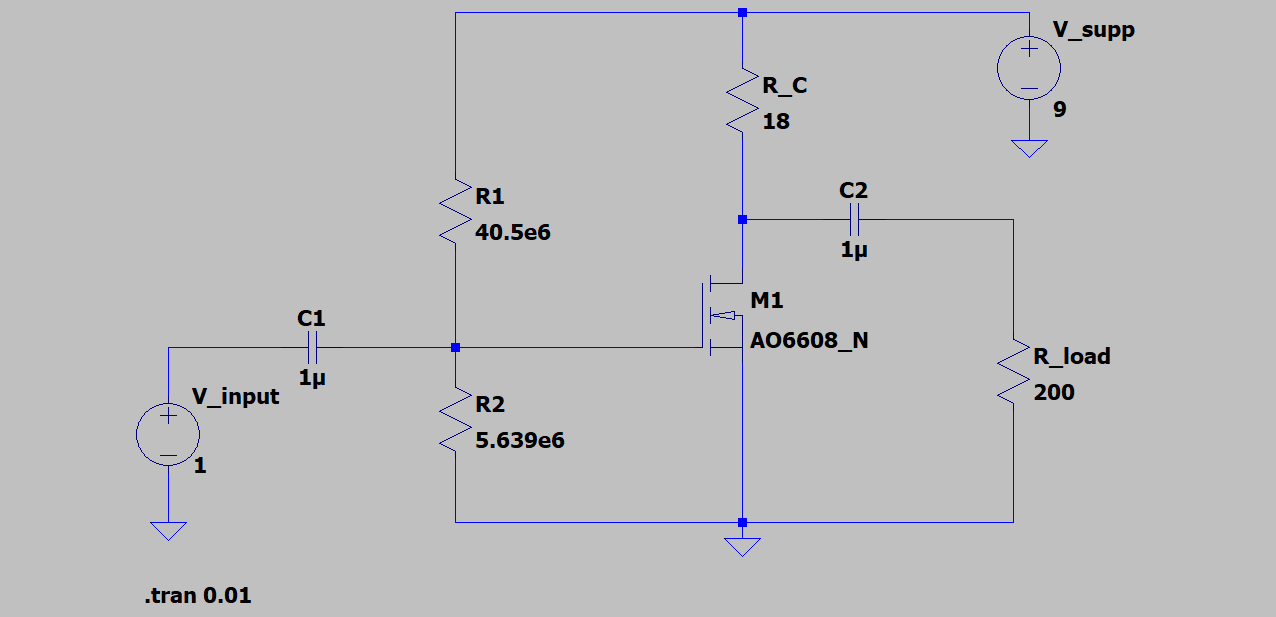 V_supp
9
R_C
18
R1
40.5e6
C2
1µ
C1
1µ
M1
AO6608_N
V_input
1
R2
5.639e6
R_load
200
.tran 0.01